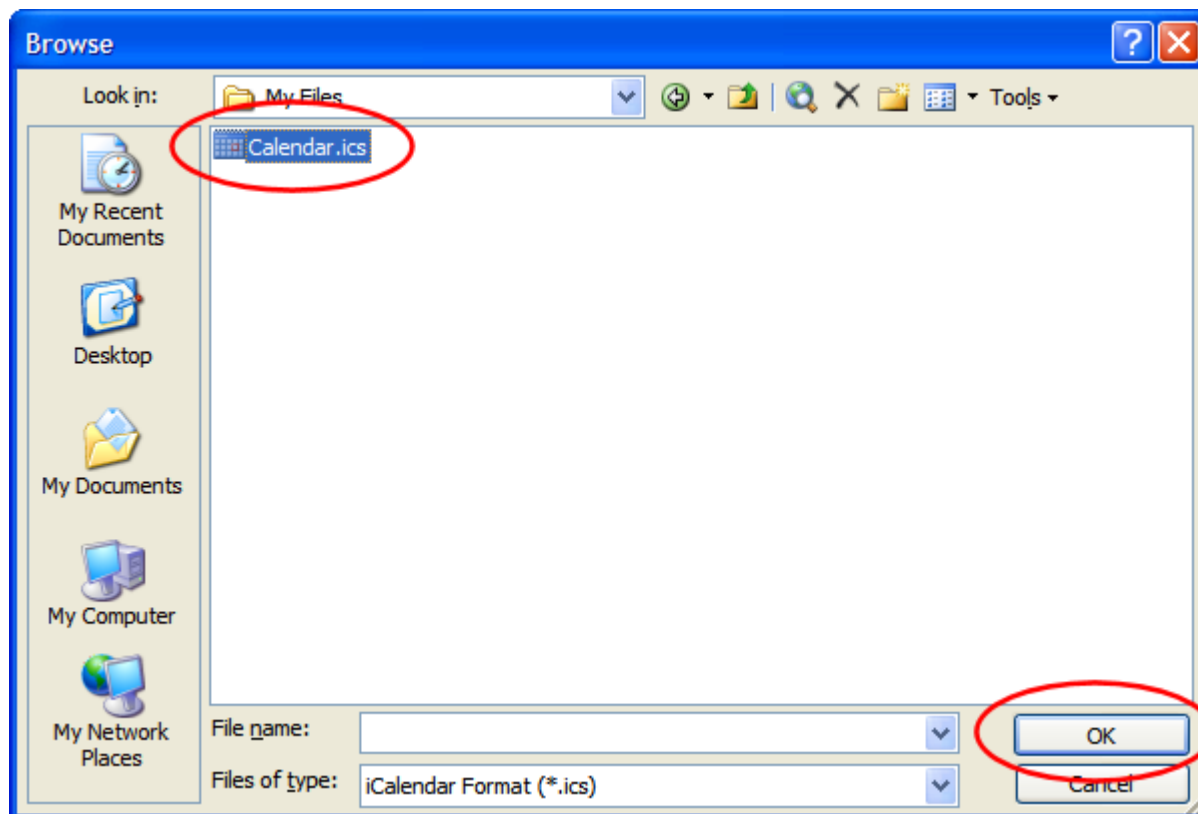 Browse
Look in:
My Files
Tools
Calendar.ics
My Recent
Documents
Desktop
My Documents
My Computer
My Network
Places
File name:
OK
Files of type:
iCalendar Format (*.ics)
Cancel